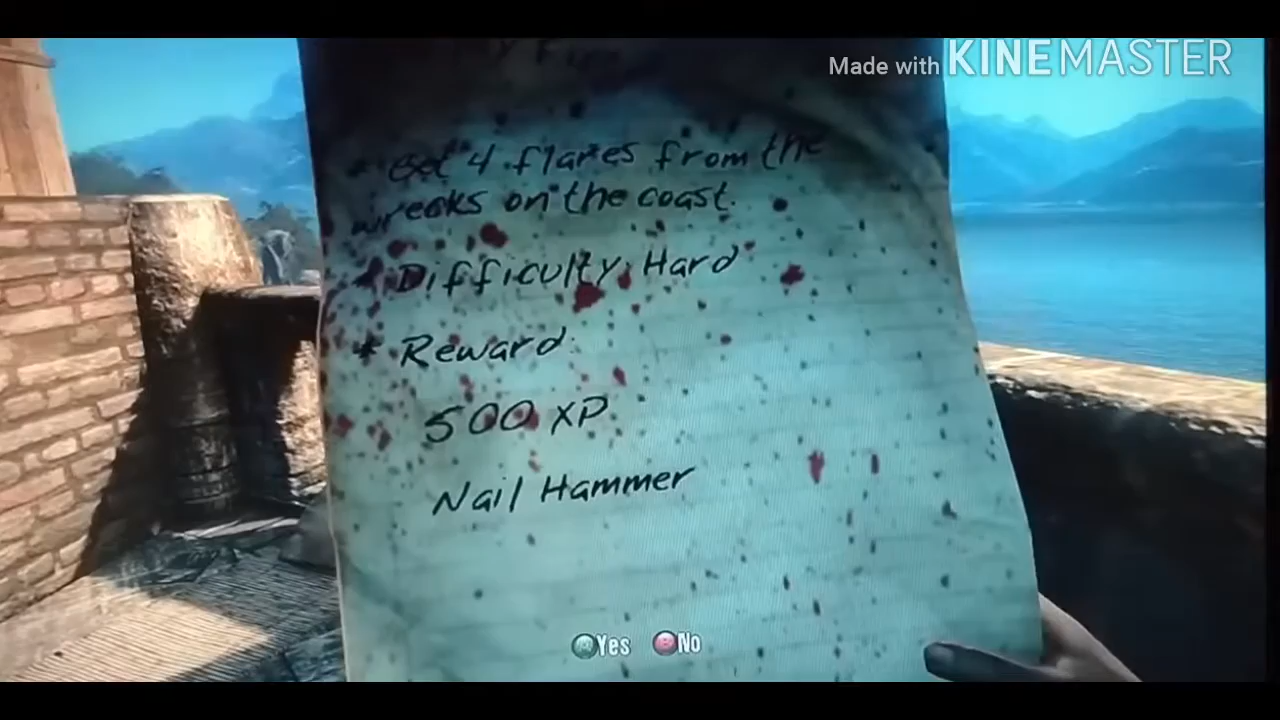 Made with KINEMASTER
* Get 4 flares from the
wrecks on the coast.
* Difficulty: Hard
* Reward:
500 XP
Nail Hammer
Yes No